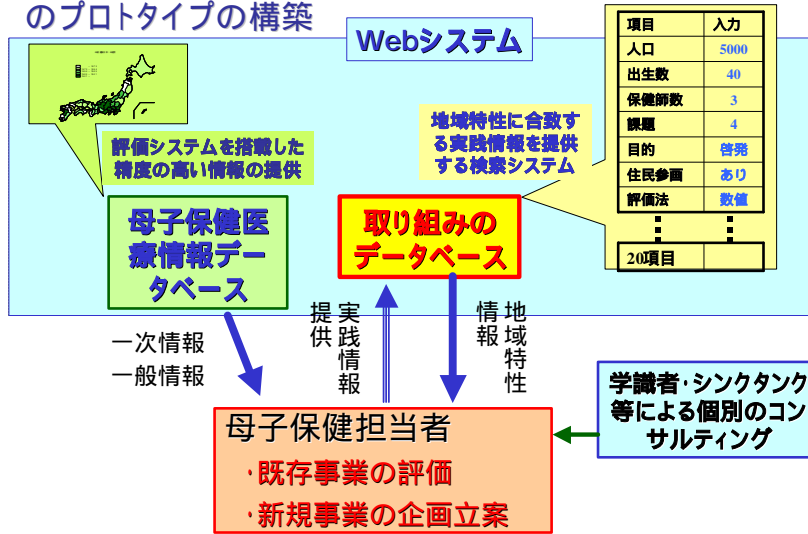 のプロトタイプの構築
Webシステム
項目 入力
人口 5000
出生数 40
保健師数 3
課題 4
目的 啓発
住民参画 あり
評価法 数値
20項目
評価システムを搭載した
精度の高い情報の提供
地域特性に合致す
る実践情報を提供
する検索システム
母子保健医
療情報デー
タベース
取り組みの
データベース
一次情報
一般情報
実践情報
提供
地域特性
情報
学識者・シンクタンク
等による個別のコン
サルティング
母子保健担当者
・既存事業の評価
・新規事業の企画立案